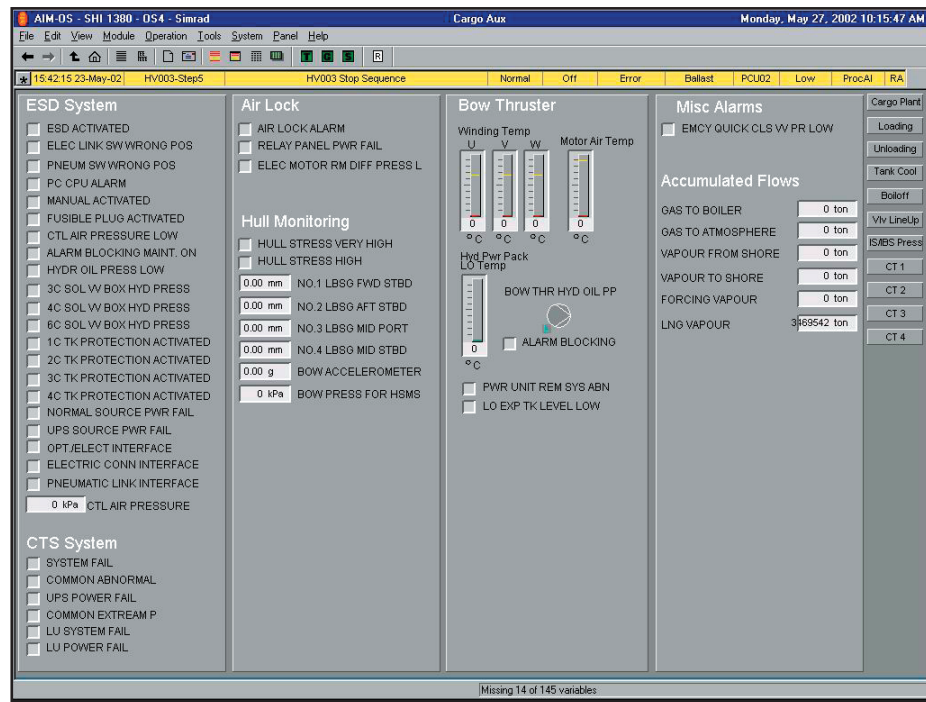 AIM-OS - SHI 1380 - OS4 - Simrad Cargo Aux Monday, May 27, 2002 10:15:47 AM
File Edit View Module Operation Tools System Panel Help
T G S R
* 15:42:15 23-May-02 HV003-Step5 HV003 Stop Sequence Normal Off Error Ballast PCU02 Low ProcAl RA
ESD System
ESD ACTIVATED
ELEC LINK SW WRONG POS
PNEUM SW WRONG POS
PC CPU ALARM
MANUAL ACTIVATED
FUSIBLE PLUG ACTIVATED
CTL AIR PRESSURE LOW
ALARM BLOCKING MAINT. ON
HYDR OIL PRESS LOW
3C SOL VV BOX HYD PRESS
4C SOL VV BOX HYD PRESS
6C SOL VV BOX HYD PRESS
1C TK PROTECTION ACTIVATED
2C TK PROTECTION ACTIVATED
3C TK PROTECTION ACTIVATED
4C TK PROTECTION ACTIVATED
NORMAL SOURCE PWR FAIL
UPS SOURCE PWR FAIL
OPT./ELECT INTERFACE
ELECTRIC CONN INTERFACE
PNEUMATIC LINK INTERFACE
0 kPa CTL AIR PRESSURE
CTS System
SYSTEM FAIL
COMMON ABNORMAL
UPS POWER FAIL
COMMON EXTREAM P
LU SYSTEM FAIL
LU POWER FAIL
Air Lock
AIR LOCK ALARM
RELAY PANEL PWR FAIL
ELEC MOTOR RM DIFF PRESS L
Hull Monitoring
HULL STRESS VERY HIGH
HULL STRESS HIGH
0.00 mm NO.1 LBSG FWD STBD
0.00 mm NO.2 LBSG AFT STBD
0.00 mm NO.3 LBSG MID PORT
0.00 mm NO.4 LBSG MID STBD
0.00 g BOW ACCELEROMETER
0 kPa BOW PRESS FOR HSMS
Bow Thruster
Winding Temp Motor Air Temp
U V W
0 0 0 0
°C °C °C °C
Hyd Pwr Pack
LO Temp
BOW THR HYD OIL PP
ALARM BLOCKING
0
°C
PWR UNIT REM SYS ABN
LO EXP TK LEVEL LOW
Misc Alarms
EMCY QUICK CLS VV PR LOW
Accumulated Flows
GAS TO BOILER 0 ton
GAS TO ATMOSPHERE 0 ton
VAPOUR FROM SHORE 0 ton
VAPOUR TO SHORE 0 ton
FORCING VAPOUR 0 ton
LNG VAPOUR 3469542 ton
Cargo Plant
Loading
Unloading
Tank Cool
Boiloff
Vlv LineUp
IS/IBS Press
CT 1
CT 2
CT 3
CT 4
Missing 14 of 145 variables